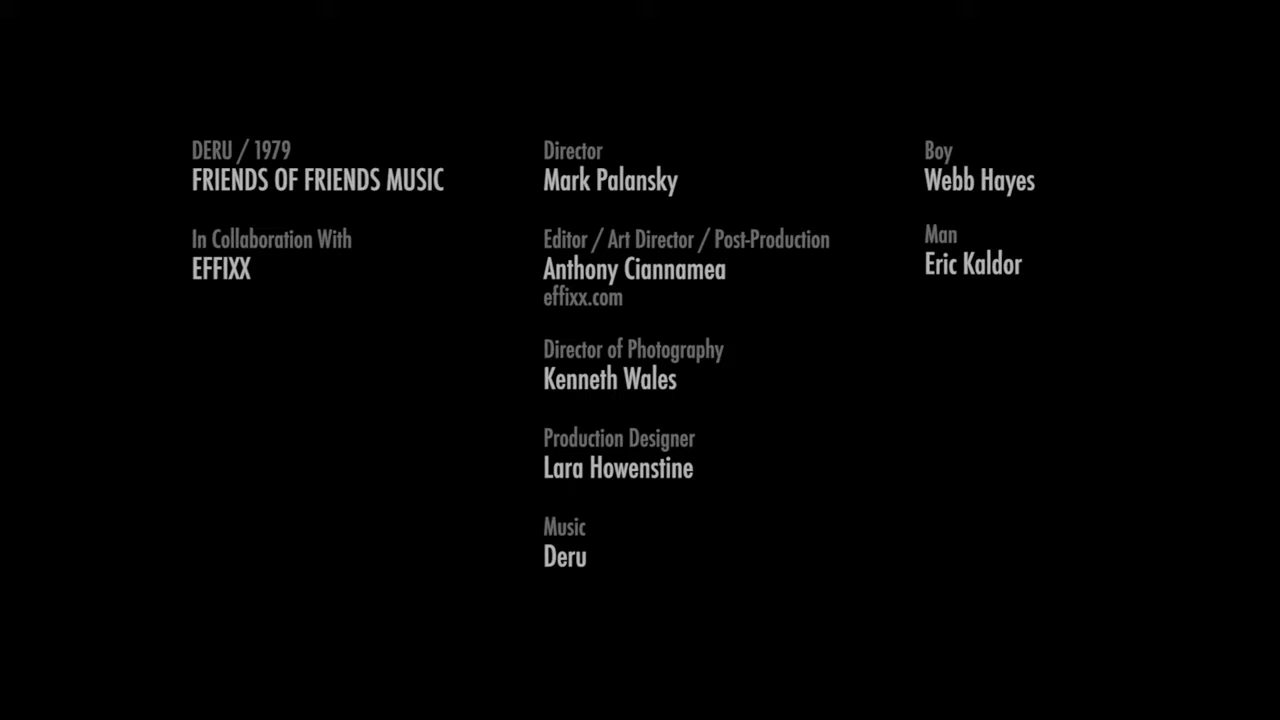 DERU / 1979
FRIENDS OF FRIENDS MUSIC
In Collaboration With
EFFIXX
Director
Mark Palansky
Editor / Art Director / Post-Production
Anthony Ciannamea
effixx.com
Director of Photography
Kenneth Wales
Production Designer
Lara Howenstine
Music
Deru
Boy
Webb Hayes
Man
Eric Kaldor